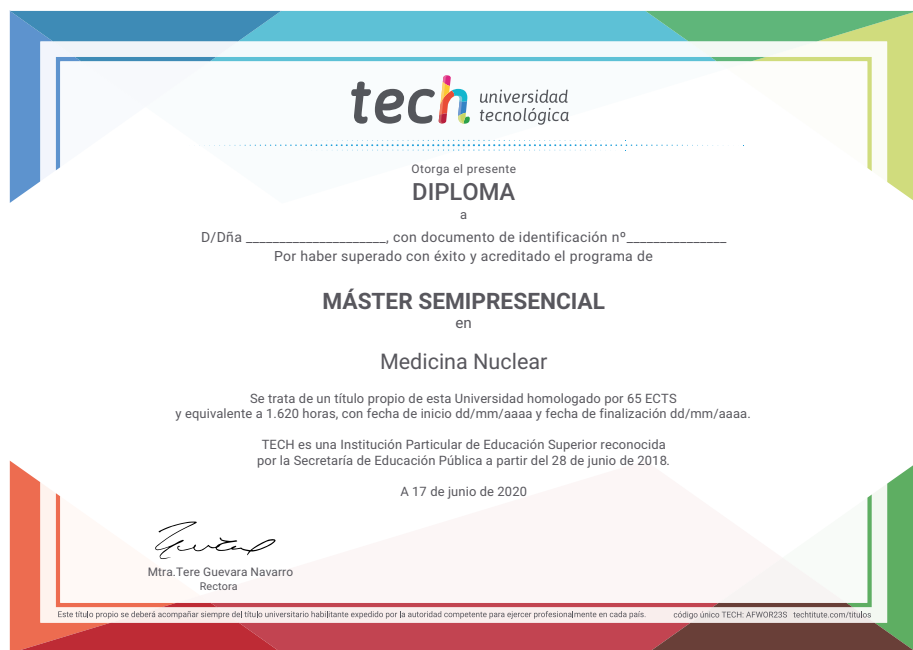 tech universidad
tecnológica
Otorga el presente
DIPLOMA
a
D/Dña _____________________, con documento de identificación nº_______________
Por haber superado con éxito y acreditado el programa de
MÁSTER SEMIPRESENCIAL
en
Medicina Nuclear
Se trata de un título propio de esta Universidad homologado por 65 ECTS
y equivalente a 1.620 horas, con fecha de inicio dd/mm/aaaa y fecha de finalización dd/mm/aaaa.
TECH es una Institución Particular de Educación Superior reconocida
por la Secretaría de Educación Pública a partir del 28 de junio de 2018.
A 17 de junio de 2020
Mtra.Tere Guevara Navarro
Rectora
Este título propio se deberá acompañar siempre del título universitario habilitante expedido por la autoridad competente para ejercer profesionalmente en cada país. código único TECH: AFWOR23S techtitute.com/titulos